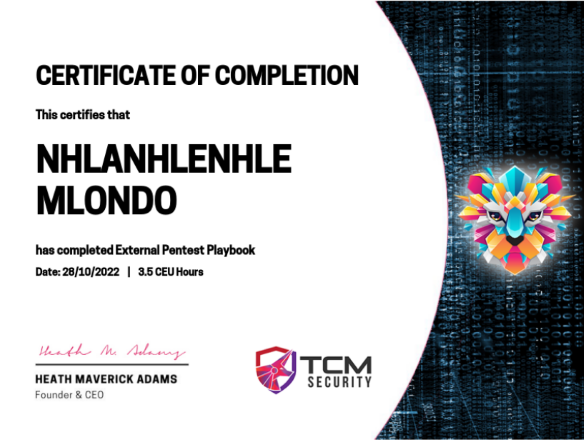 CERTIFICATE OF COMPLETION
This certifies that
NHLANHLENHLE
MLONDO
has completed External Pentest Playbook
Date: 28/10/2022 | 3.5 CEU Hours
Heath M. Adams
HEATH MAVERICK ADAMS
Founder & CEO
TCM
SECURITY